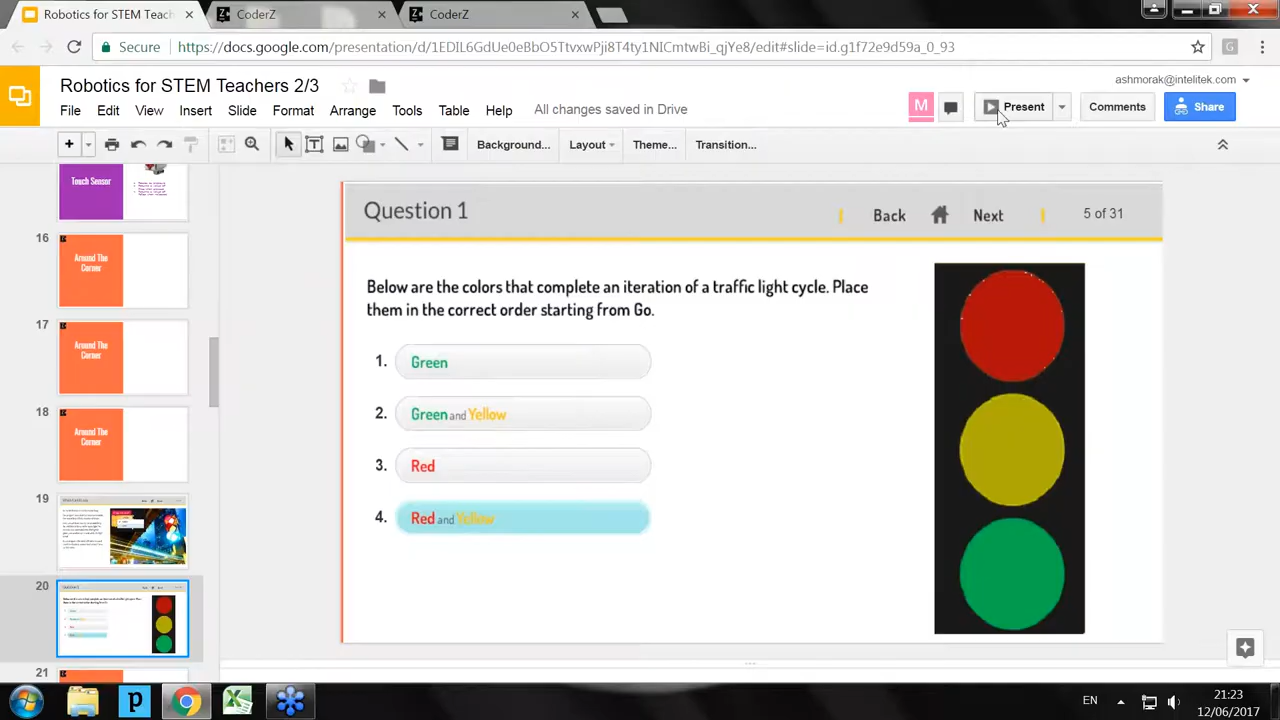 Robotics for STEM Teach
CoderZ
CoderZ
Secure
https://docs.google.com/presentation/d/1EDIL6GdUe0eBbO5TtvxwPji8T4ty1NICmtwBi_qjYe8/edit#slide=id.g1f72e9d59a_0_93
G
Robotics for STEM Teachers 2/3
ashmorak@intelitek.com
File Edit View Insert Slide Format Arrange Tools Table Help All changes saved in Drive
M
Present
Comments
Share
Background... Layout Theme... Transition...
Touch Sensor
16
Around The
Corner
17
Around The
Corner
18
Around The
Corner
19
20
21
Question 1
Back Next 5 of 31
Below are the colors that complete an iteration of a traffic light cycle. Place
them in the correct order starting from Go.
1. Green
2. Green and Yellow
3. Red
4. Red and Yellow
EN
21:23
12/06/2017